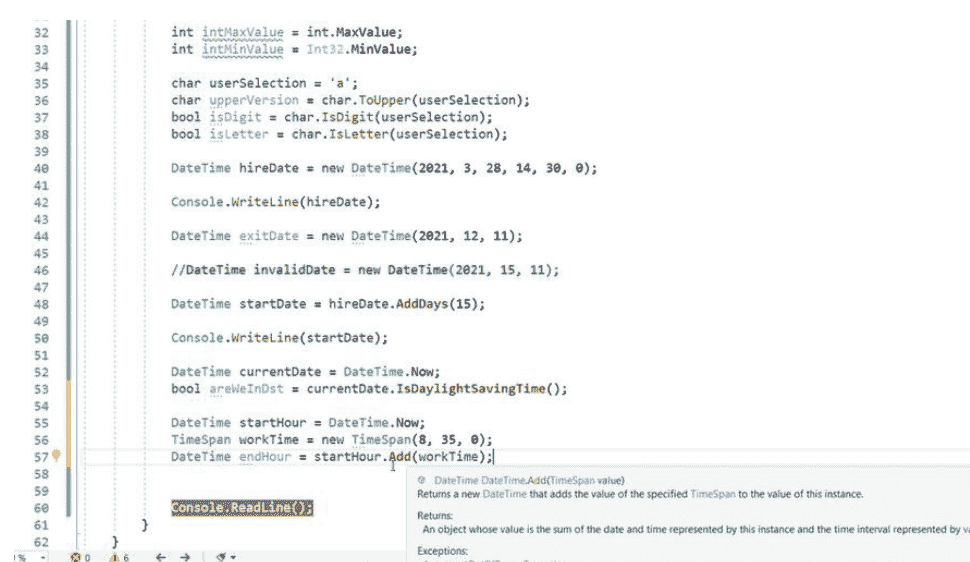 32 int intMaxValue = int.MaxValue;
33 int intMinValue = Int32.MinValue;
34
35 char userSelection = 'a';
36 char upperVersion = char.ToUpper(userSelection);
37 bool isDigit = char.IsDigit(userSelection);
38 bool isLetter = char.IsLetter(userSelection);
39
40 DateTime hireDate = new DateTime(2021, 3, 28, 14, 30, 0);
41
42 Console.WriteLine(hireDate);
43
44 DateTime exitDate = new DateTime(2021, 12, 11);
45
46 //DateTime invalidDate = new DateTime(2021, 15, 11);
47
48 DateTime startDate = hireDate.AddDays(15);
49
50 Console.WriteLine(startDate);
51
52 DateTime currentDate = DateTime.Now;
53 bool areWeInDst = currentDate.IsDaylightSavingTime();
54
55 DateTime startHour = DateTime.Now;
56 TimeSpan workTime = new TimeSpan(8, 35, 0);
57 DateTime endHour = startHour.Add(workTime);
58
DateTime DateTime.Add(TimeSpan value)
59
Returns a new DateTime that adds the value of the specified TimeSpan to the value of this instance.
60 Console.ReadLine();
Returns:
61 }
An object whose value is the sum of the date and time represented by this instance and the time interval represented by
62 }
Exceptions:
% 0 6